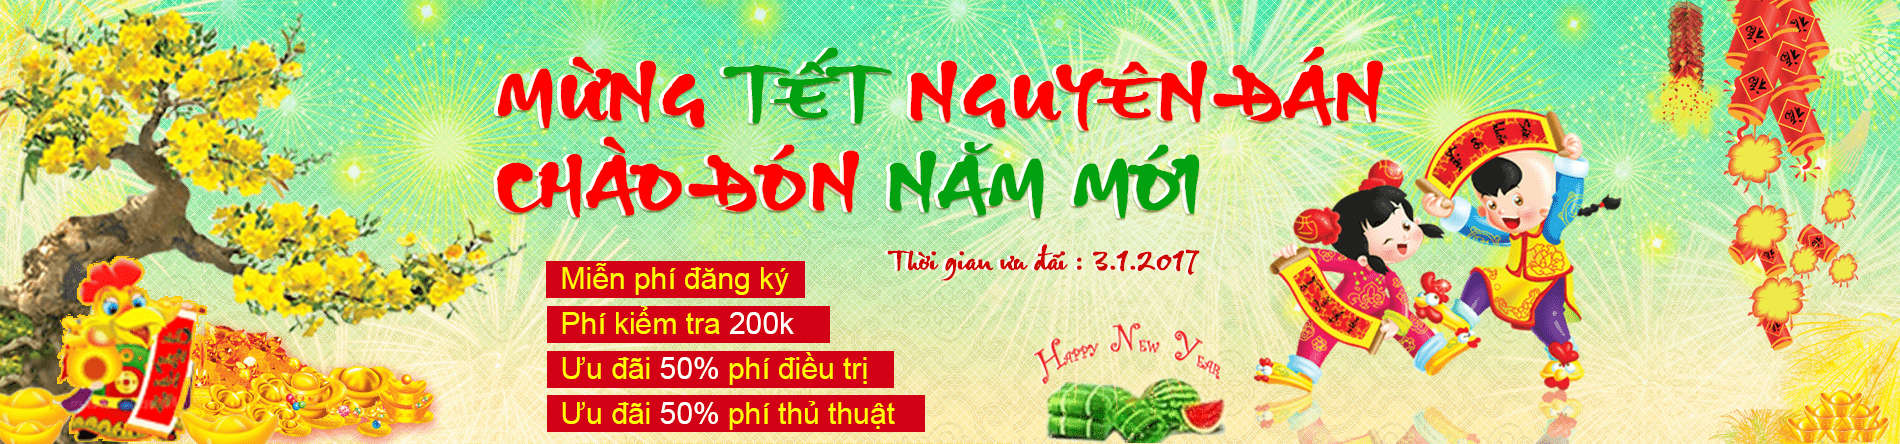 MỪNG TẾT NGUYÊN ĐÁN
CHÀO ĐÓN NĂM MỚI
Thời gian ưu đãi : 3.1.2017
Miễn phí đăng ký
Phí kiểm tra 200k
Ưu đãi 50% phí điều trị
Ưu đãi 50% phí thủ thuật
HAPPY NEW YEAR